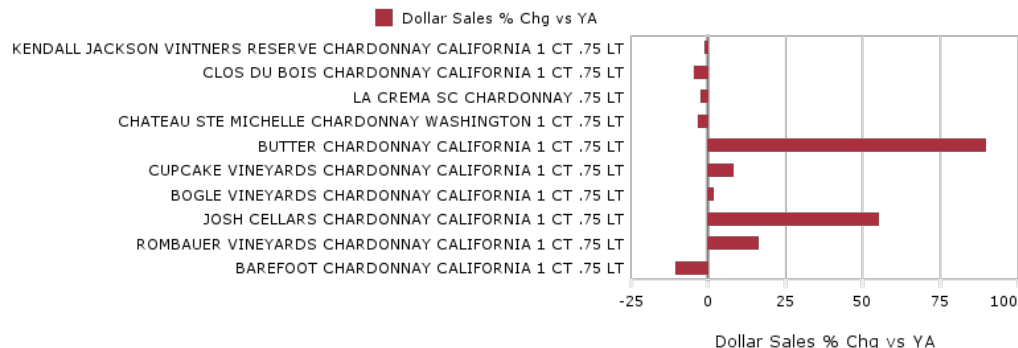 Dollar Sales % Chg vs YA
KENDALL JACKSON VINTNERS RESERVE CHARDONNAY CALIFORNIA 1 CT .75 LT
CLOS DU BOIS CHARDONNAY CALIFORNIA 1 CT .75 LT
LA CREMA SC CHARDONNAY .75 LT
CHATEAU STE MICHELLE CHARDONNAY WASHINGTON 1 CT .75 LT
BUTTER CHARDONNAY CALIFORNIA 1 CT .75 LT
CUPCAKE VINEYARDS CHARDONNAY CALIFORNIA 1 CT .75 LT
BOGLE VINEYARDS CHARDONNAY CALIFORNIA 1 CT .75 LT
JOSH CELLARS CHARDONNAY CALIFORNIA 1 CT .75 LT
ROMBAUER VINEYARDS CHARDONNAY CALIFORNIA 1 CT .75 LT
BAREFOOT CHARDONNAY CALIFORNIA 1 CT .75 LT
-25 0 25 50 75 100
Dollar Sales % Chg vs YA